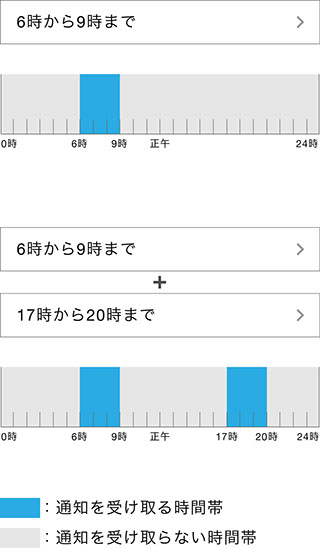 6時から9時まで
0時 6時 9時 正午 24時
6時から9時まで
+
17時から20時まで
0時 6時 9時 正午 17時 20時 24時
：通知を受け取る時間帯
：通知を受け取らない時間帯